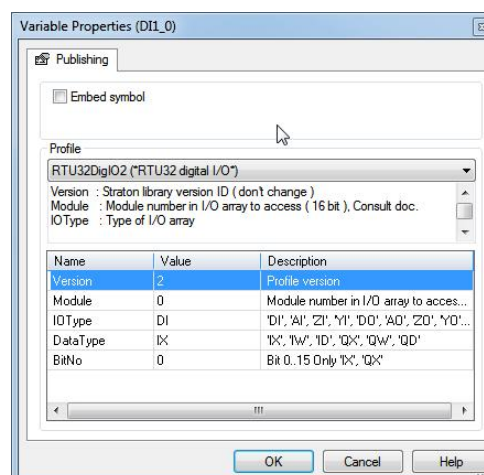 Variable Properties (DI1_0)
Publishing
Embed symbol
Profile
RTU32DigIO2 ("RTU32 digital I/O")
Version : Straton library version ID ( don't change )
Module : Module number in I/O array to access ( 16 bit ), Consult doc.
IOType : Type of I/O array
Name Value Description
Version 2 Profile version
Module 0 Module number in I/O array to acces...
IOType DI 'DI', 'AI', 'ZI', 'YI', 'DO', 'AO', 'ZO', 'YO'...
DataType IX 'IX', 'IW', 'ID', 'QX', 'QW', 'QD'
BitNo 0 Bit 0..15 Only 'IX', 'QX'
OK Cancel Help